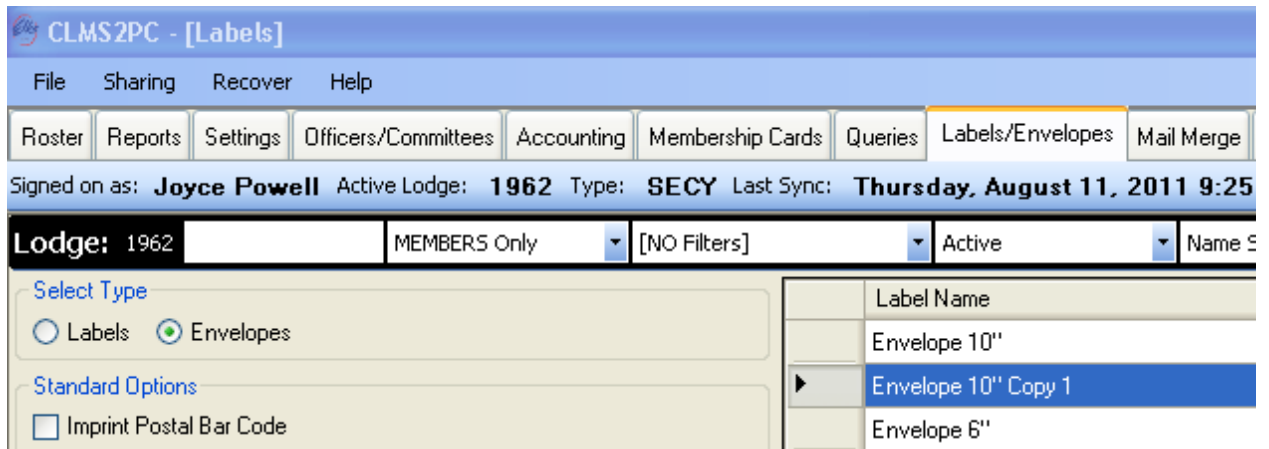 Elks CLMS2PC - [Labels]
File Sharing Recover Help
Roster Reports Settings Officers/Committees Accounting Membership Cards Queries Labels/Envelopes Mail Merge
Signed on as: Joyce Powell Active Lodge: 1962 Type: SECY Last Sync: Thursday, August 11, 2011 9:25
Lodge: 1962 MEMBERS Only [NO Filters] Active Name S
Select Type
Labels Envelopes
Standard Options
Imprint Postal Bar Code
Label Name
Envelope 10"
Envelope 10" Copy 1
Envelope 6"